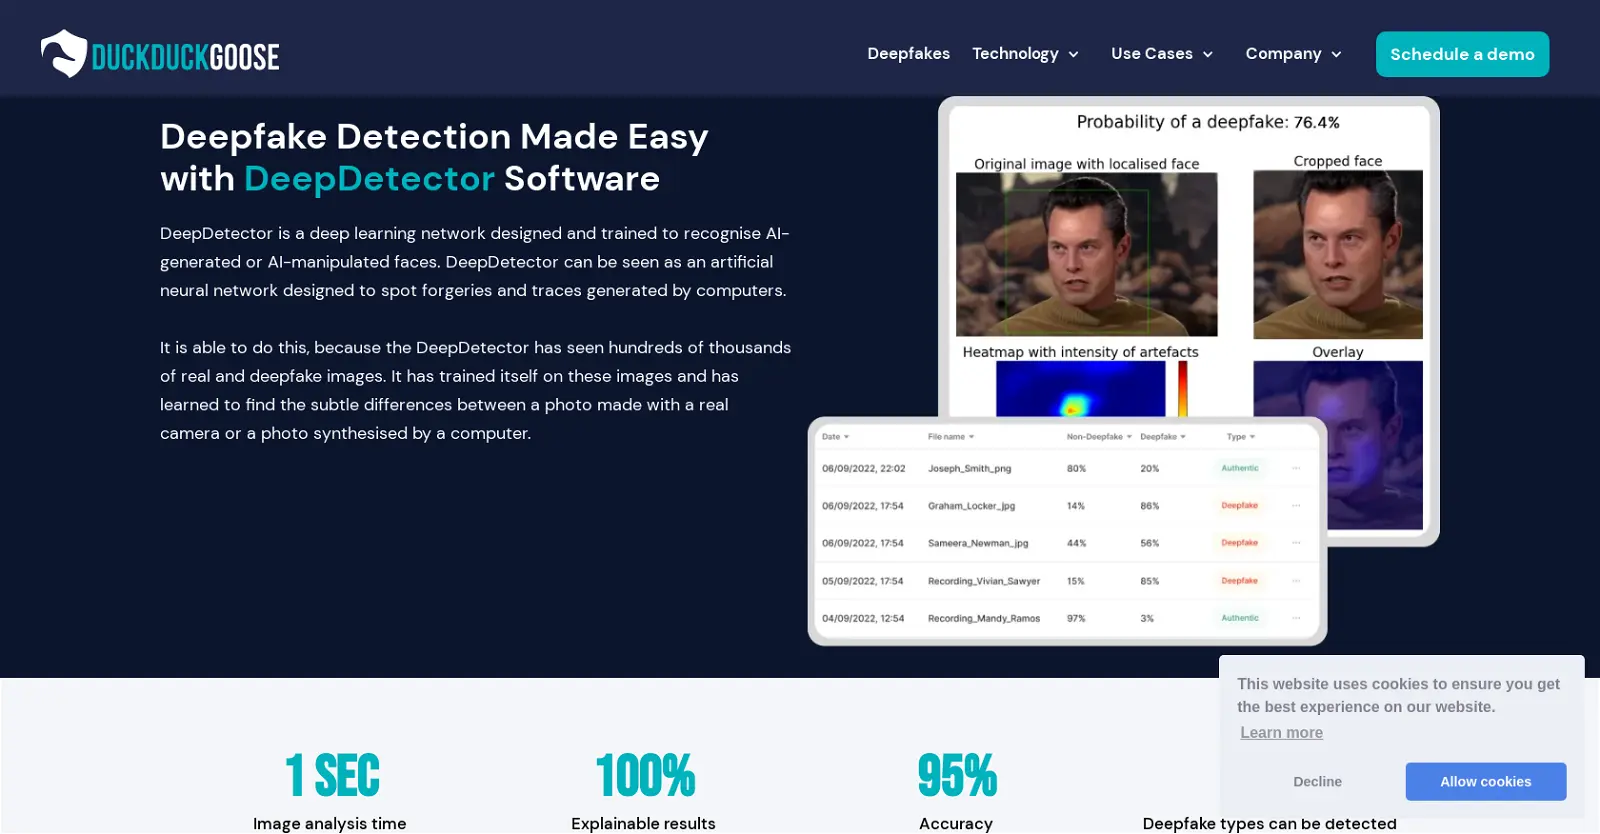 DUCKDUCKGOOSE
Deepfakes
Technology
Use Cases
Company
Schedule a demo
Deepfake Detection Made Easy
with DeepDetector Software
DeepDetector is a deep learning network designed and trained to recognise AI-
generated or AI-manipulated faces. DeepDetector can be seen as an artificial
neural network designed to spot forgeries and traces generated by computers.
It is able to do this, because the DeepDetector has seen hundreds of thousands
of real and deepfake images. It has trained itself on these images and has
learned to find the subtle differences between a photo made with a real
camera or a photo synthesised by a computer.
Probability of a deepfake: 76.4%
Original image with localised face
Cropped face
Heatmap with intensity of artefacts
Overlay
Date File name Non-Deepfake Deepfake Type
06/09/2022, 22:02 Joseph_Smith_png 80% 20% Authentic
06/09/2022, 17:54 Graham_Locker_jpg 14% 86% Deepfake
06/09/2022, 17:54 Sameera_Newman_jpg 44% 56% Deepfake
05/09/2022, 17:54 Recording_Vivian_Sawyer 15% 85% Deepfake
04/09/2022, 12:54 Recording_Mandy_Ramos 97% 3% Authentic
This website uses cookies to ensure you get
the best experience on our website.
Learn more
Decline
Allow cookies
1 SEC
Image analysis time
100%
Explainable results
95%
Accuracy
Deepfake types can be detected